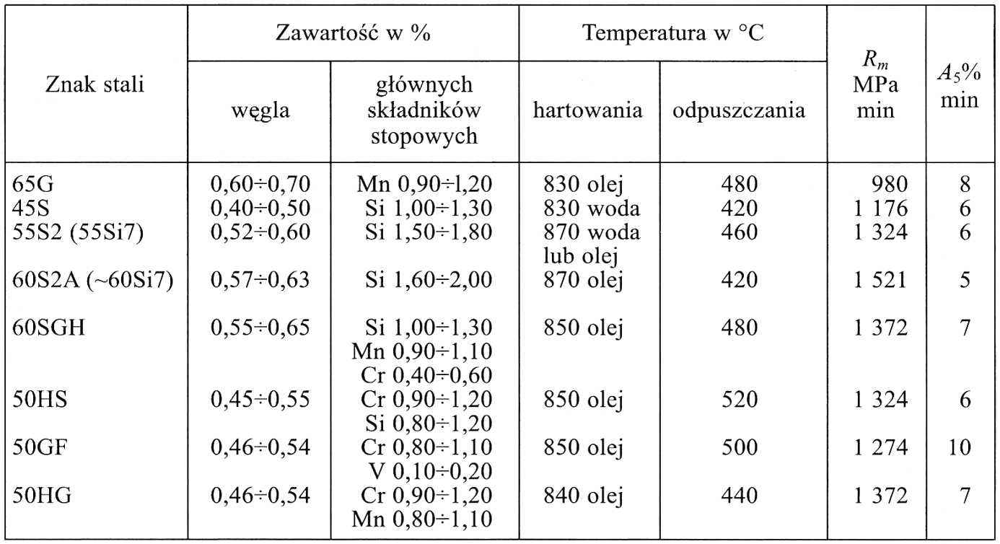 Znak stali
Zawartość w %
Temperatura w °C
Rm
MPa
min
A5%
min
węgla
głównych
składników
stopowych
hartowania
odpuszczania
65G 0,60÷0,70 Mn 0,90÷1,20 830 olej 480 980 8
45S 0,40÷0,50 Si 1,00÷1,30 830 woda 420 1 176 6
55S2 (55Si7) 0,52÷0,60 Si 1,50÷1,80 870 woda 460 1 324 6
lub olej
60S2A (~60Si7) 0,57÷0,63 Si 1,60÷2,00 870 olej 420 1 521 5
60SGH 0,55÷0,65 Si 1,00÷1,30 850 olej 480 1 372 7
Mn 0,90÷1,10
Cr 0,40÷0,60
50HS 0,45÷0,55 Cr 0,90÷1,20 850 olej 520 1 324 6
Si 0,80÷1,20
50GF 0,46÷0,54 Cr 0,80÷1,10 850 olej 500 1 274 10
V 0,10÷0,20
50HG 0,46÷0,54 Cr 0,90÷1,20 840 olej 440 1 372 7
Mn 0,80÷1,10